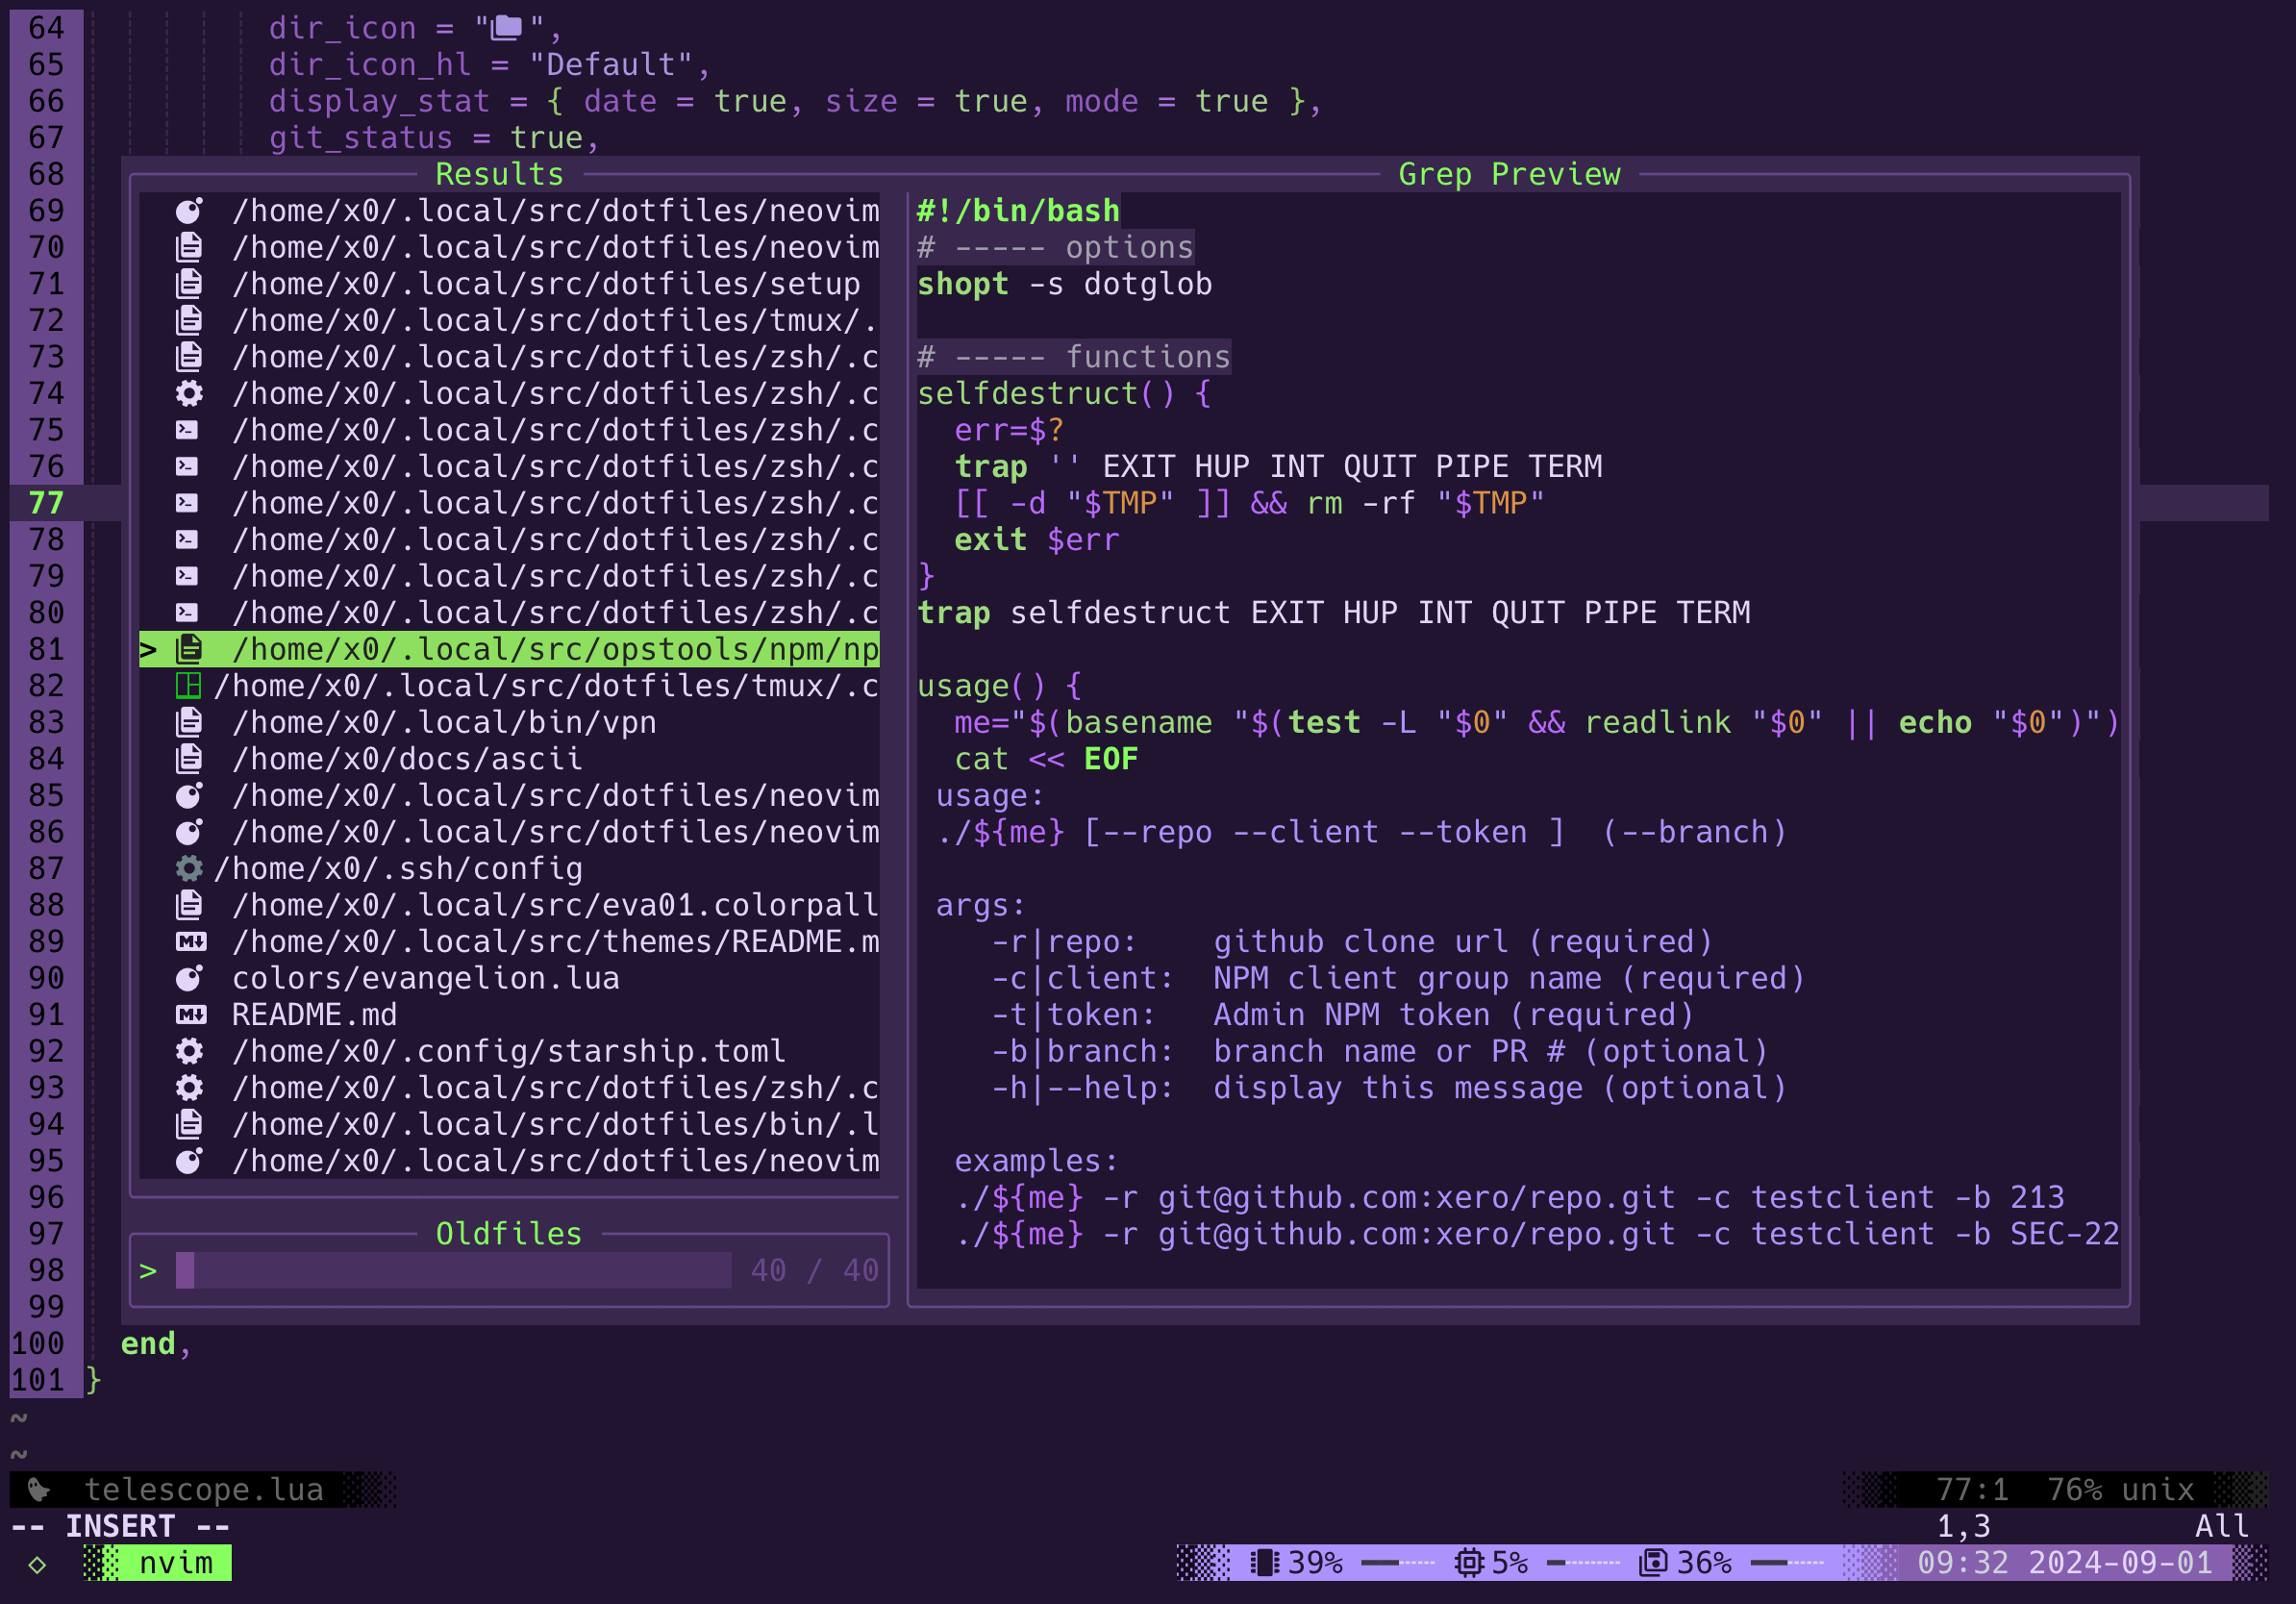 64 dir_icon = " ",
65 dir_icon_hl = "Default",
66 display_stat = { date = true, size = true, mode = true },
67 git_status = true,
68 Results Grep Preview
69 /home/x0/.local/src/dotfiles/neovim #!/bin/bash
70 /home/x0/.local/src/dotfiles/neovim # ----- options
71 /home/x0/.local/src/dotfiles/setup shopt -s dotglob
72 /home/x0/.local/src/dotfiles/tmux/.
73 /home/x0/.local/src/dotfiles/zsh/.c # ----- functions
74 /home/x0/.local/src/dotfiles/zsh/.c selfdestruct() {
75 /home/x0/.local/src/dotfiles/zsh/.c err=$?
76 /home/x0/.local/src/dotfiles/zsh/.c trap '' EXIT HUP INT QUIT PIPE TERM
77 /home/x0/.local/src/dotfiles/zsh/.c [[ -d "$TMP" ]] && rm -rf "$TMP"
78 /home/x0/.local/src/dotfiles/zsh/.c exit $err
79 /home/x0/.local/src/dotfiles/zsh/.c }
80 /home/x0/.local/src/dotfiles/zsh/.c trap selfdestruct EXIT HUP INT QUIT PIPE TERM
81 > /home/x0/.local/src/opstools/npm/np
82 /home/x0/.local/src/dotfiles/tmux/.c usage() {
83 /home/x0/.local/bin/vpn me="$(basename "$(test -L "$0" && readlink "$0" || echo "$0")")
84 /home/x0/docs/ascii cat << EOF
85 /home/x0/.local/src/dotfiles/neovim usage:
86 /home/x0/.local/src/dotfiles/neovim ./${me} [--repo --client --token ] (--branch)
87 /home/x0/.ssh/config
88 /home/x0/.local/src/eva01.colorpall args:
89 /home/x0/.local/src/themes/README.m -r|repo: github clone url (required)
90 colors/evangelion.lua -c|client: NPM client group name (required)
91 README.md -t|token: Admin NPM token (required)
92 /home/x0/.config/starship.toml -b|branch: branch name or PR # (optional)
93 /home/x0/.local/src/dotfiles/zsh/.c -h|--help: display this message (optional)
94 /home/x0/.local/src/dotfiles/bin/.l
95 /home/x0/.local/src/dotfiles/neovim examples:
96 ./${me} -r git@github.com:xero/repo.git -c testclient -b 213
97 Oldfiles ./${me} -r git@github.com:xero/repo.git -c testclient -b SEC-22
98 > 40 / 40
99
100 end,
101 }
~
~
telescope.lua 77:1 76% unix
-- INSERT -- 1,3 All
nvim 39% 5% 36% 09:32 2024-09-01